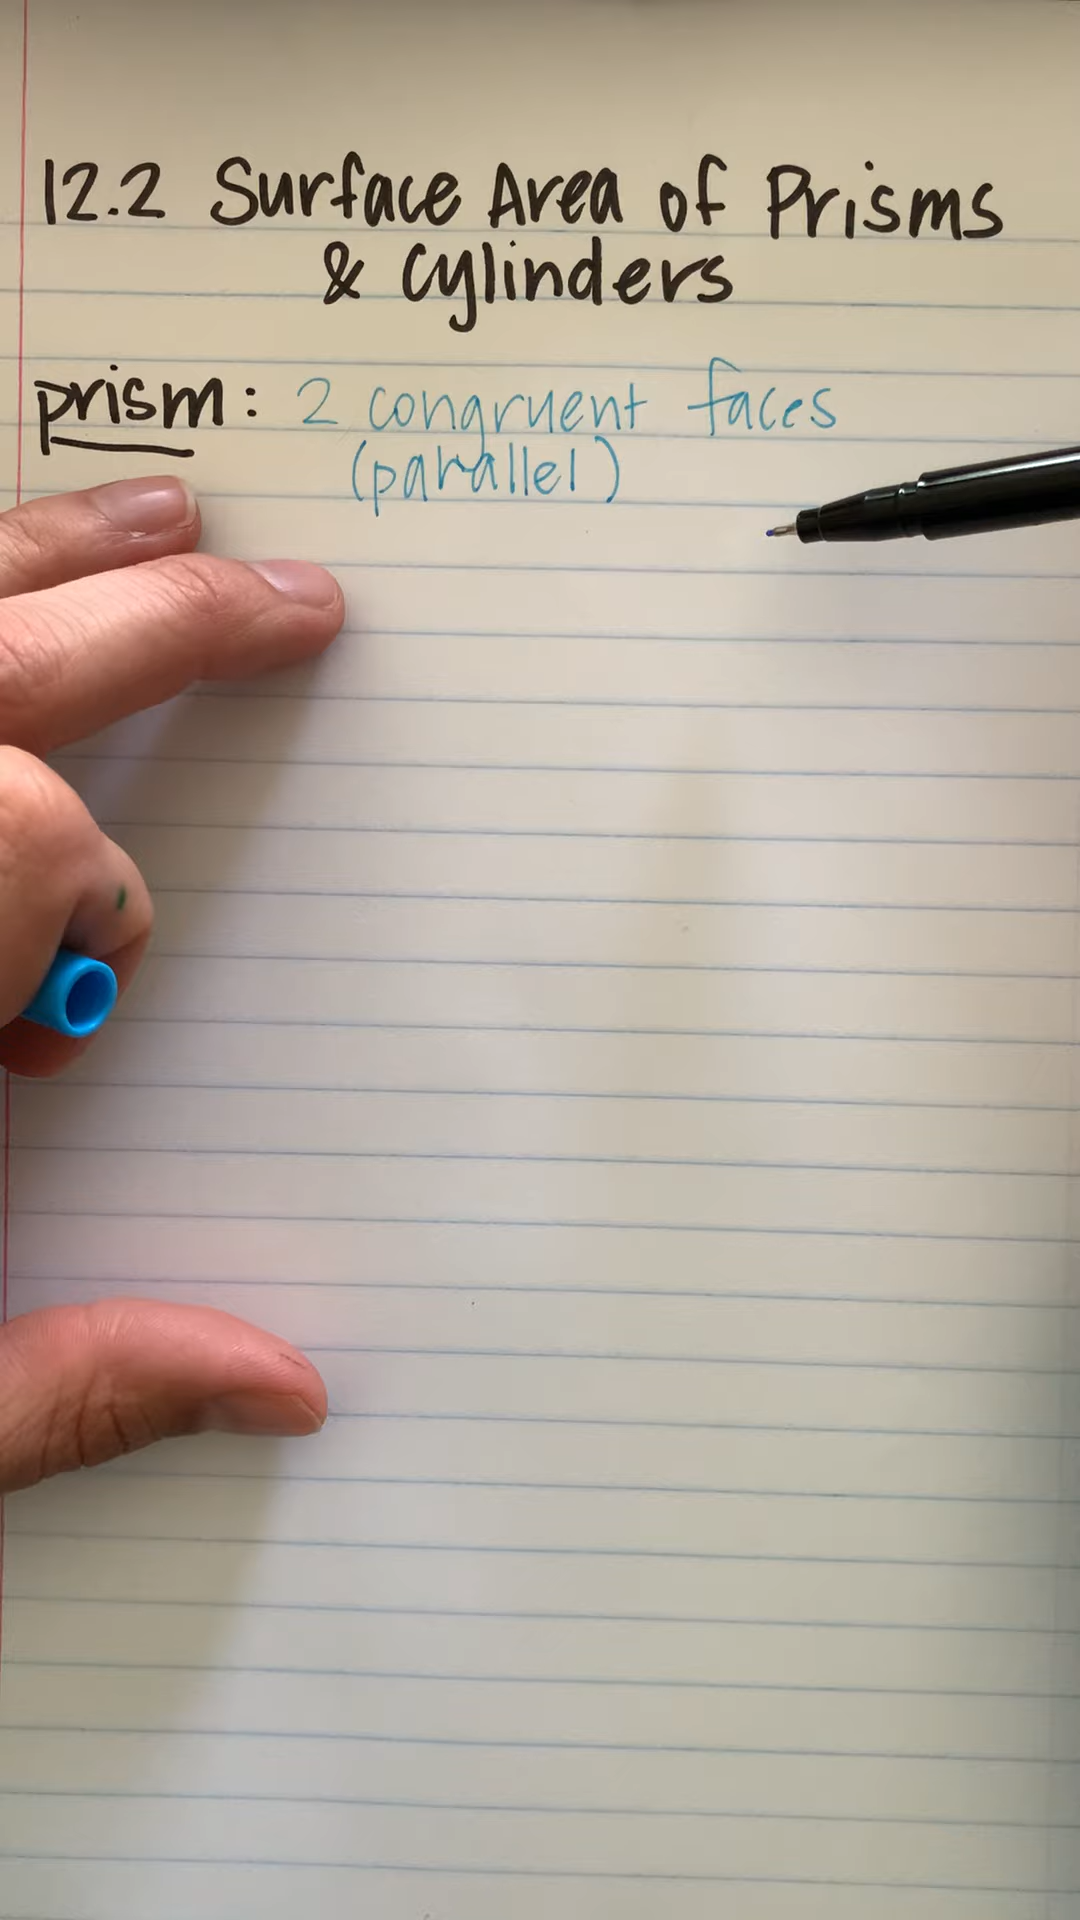 12.2 Surface Area of Prisms
& Cylinders
prism: 2 congruent faces
(parallel)